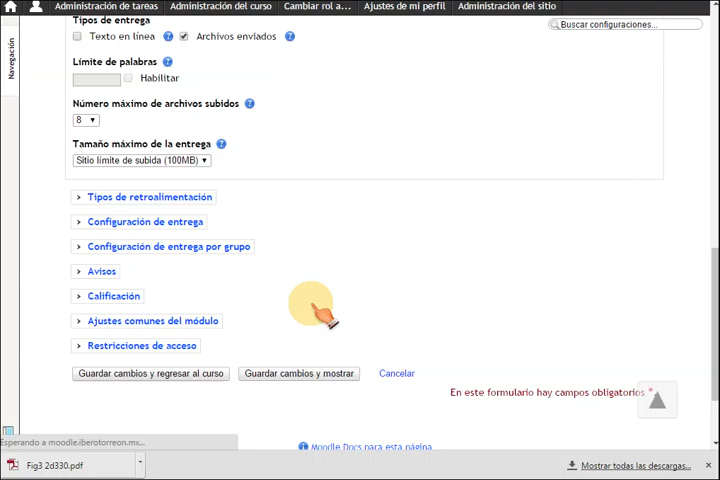 Administración de tareas Administración del curso Cambiar rol a... Ajustes de mi perfil Administración del sitio
Tipos de entrega
Buscar configuraciones...
Texto en línea ? Archivos enviados ?
Navegación
Límite de palabras ?
Habilitar
Número máximo de archivos subidos ?
8
Tamaño máximo de la entrega ?
Sitio límite de subida (100MB)
Tipos de retroalimentación
Configuración de entrega
Configuración de entrega por grupo
Avisos
Calificación
Ajustes comunes del módulo
Restricciones de acceso
Guardar cambios y regresar al curso Guardar cambios y mostrar Cancelar
En este formulario hay campos obligatorios *
Esperando a moodle.iberotorreon.mx...
Moodle Docs para esta página
Fig3 2d330.pdf
Mostrar todas las descargas...